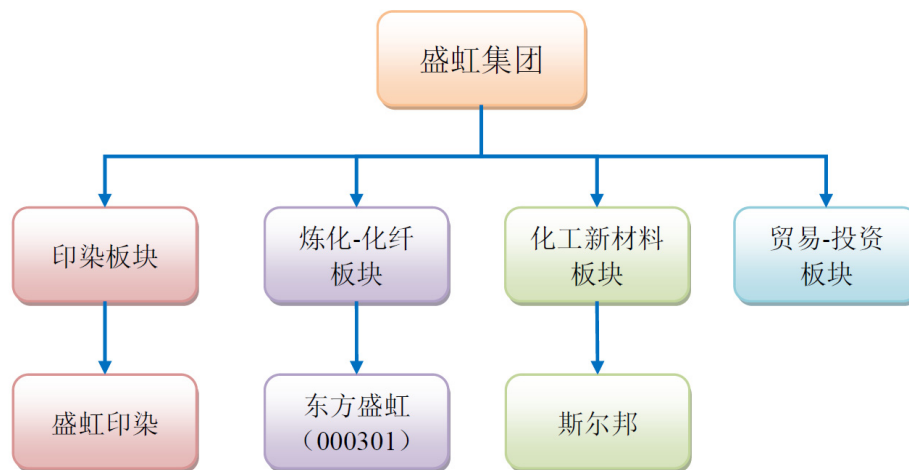 盛虹集团
印染板块
炼化-化纤
板块
化工新材料
板块
贸易-投资
板块
盛虹印染
东方盛虹
（000301）
斯尔邦